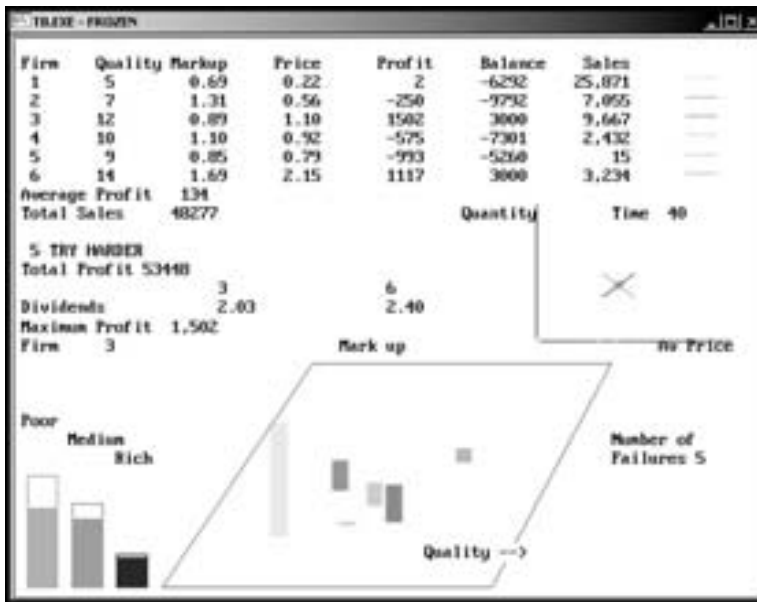 TILEXE - FROZEN
Firm Quality Markup Price Profit Balance Sales
1 5 0.69 0.22 2 -6292 25,871
2 7 1.31 0.56 -250 -9792 7,055
3 12 0.89 1.10 1502 3000 9,667
4 10 1.10 0.92 -575 -7301 2,432
5 9 0.85 0.79 -993 -5260 15
6 14 1.69 2.15 1117 3000 3,234
Average Profit 134
Total Sales 48277 Quantity Time 40
5 TRY HARDER
Total Profit 53448
3 6
Dividends 2.03 2.40
Maximum Profit 1,502
Firm 3 Mark up Av Price
Poor
Medium Number of
Rich Failures 5
Quality -->